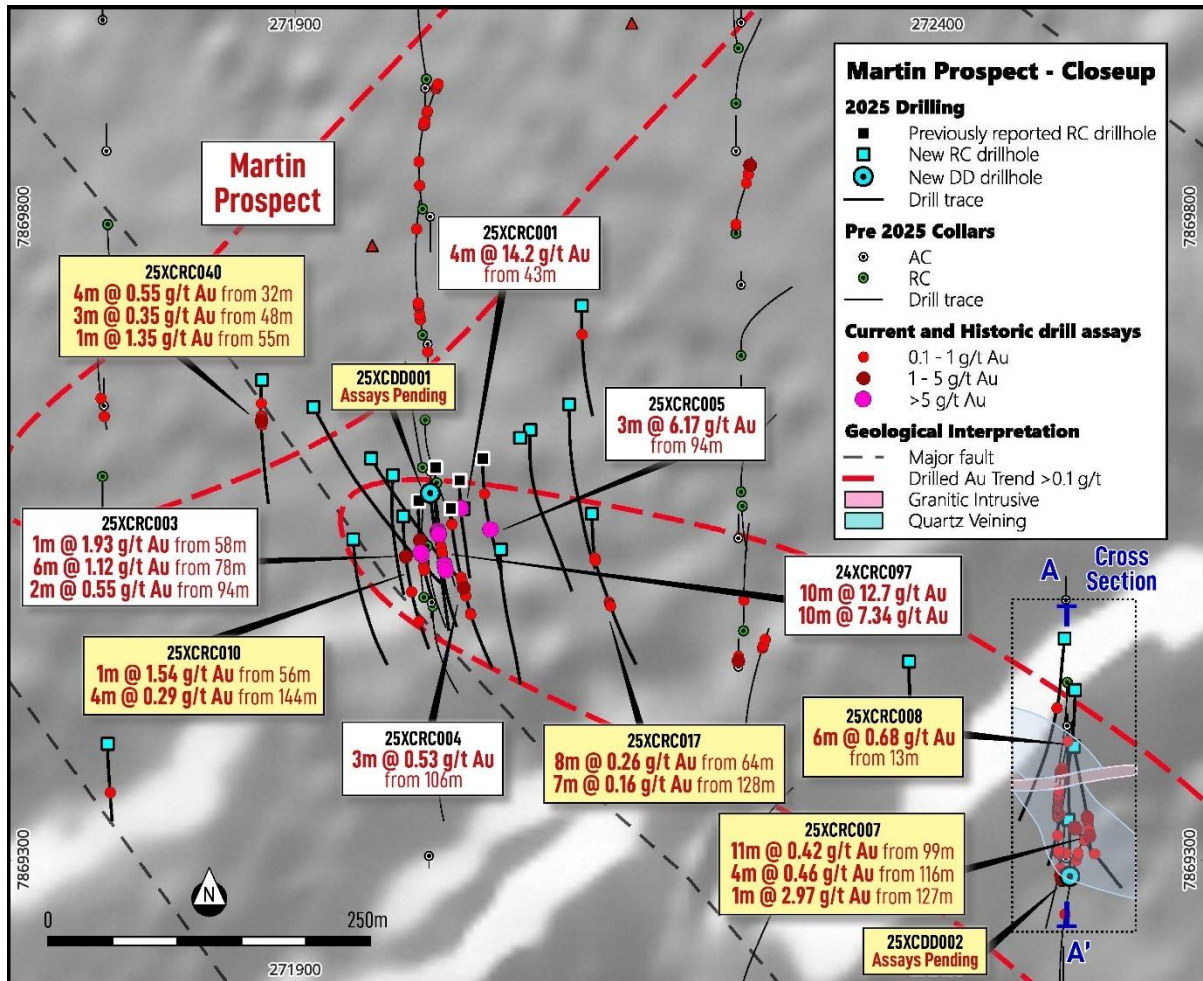 271900
272400
Martin Prospect - Closeup
2025 Drilling
Previously reported RC drillhole
New RC drillhole
New DD drillhole
Drill trace
Pre 2025 Collars
AC
RC
Drill trace
Current and Historic drill assays
0.1 - 1 g/t Au
1 - 5 g/t Au
>5 g/t Au
Geological Interpretation
Major fault
Drilled Au Trend >0.1 g/t
Granitic Intrusive
Quartz Veining
Martin
Prospect
7869800
7869800
25XCRC001
4m @ 14.2 g/t Au
from 43m
25XCRC040
4m @ 0.55 g/t Au from 32m
3m @ 0.35 g/t Au from 48m
1m @ 1.35 g/t Au from 55m
25XCDD001
Assays Pending
25XCRC005
3m @ 6.17 g/t Au
from 94m
25XCRC003
1m @ 1.93 g/t Au from 58m
6m @ 1.12 g/t Au from 78m
2m @ 0.55 g/t Au from 94m
24XCRC097
10m @ 12.7 g/t Au
10m @ 7.34 g/t Au
A
Cross
Section
25XCRC010
1m @ 1.54 g/t Au from 56m
4m @ 0.29 g/t Au from 144m
25XCRC004
3m @ 0.53 g/t Au
from 106m
25XCRC017
8m @ 0.26 g/t Au from 64m
7m @ 0.16 g/t Au from 128m
25XCRC008
6m @ 0.68 g/t Au
from 13m
25XCRC007
11m @ 0.42 g/t Au from 99m
4m @ 0.46 g/t Au from 116m
1m @ 2.97 g/t Au from 127m
7869300
7869300
N
0
250m
25XCDD002
Assays Pending
A'
271900